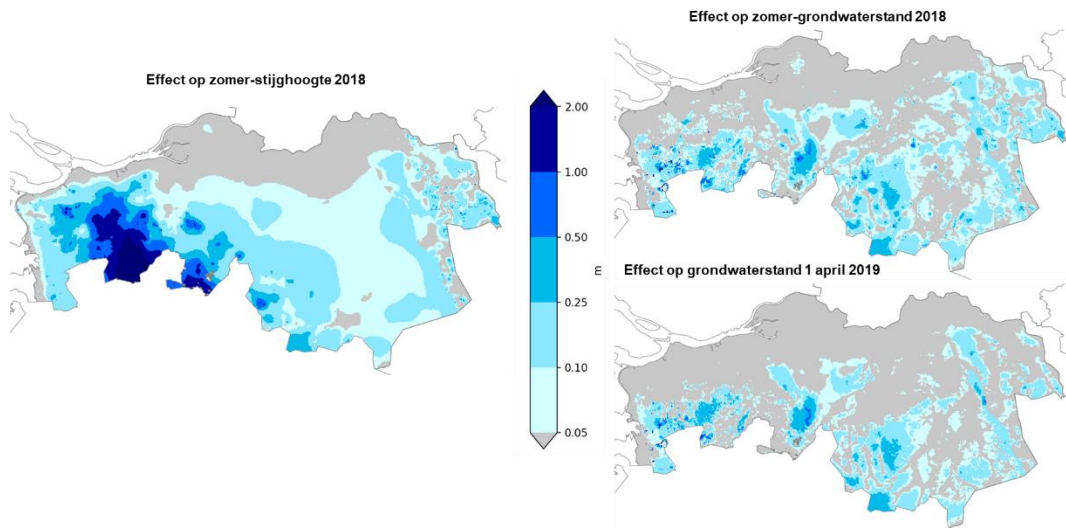 Effect op zomer-stijghoogte 2018
2.00
1.00
0.50
0.25
0.10
0.05
m
Effect op zomer-grondwaterstand 2018
Effect op grondwaterstand 1 april 2019